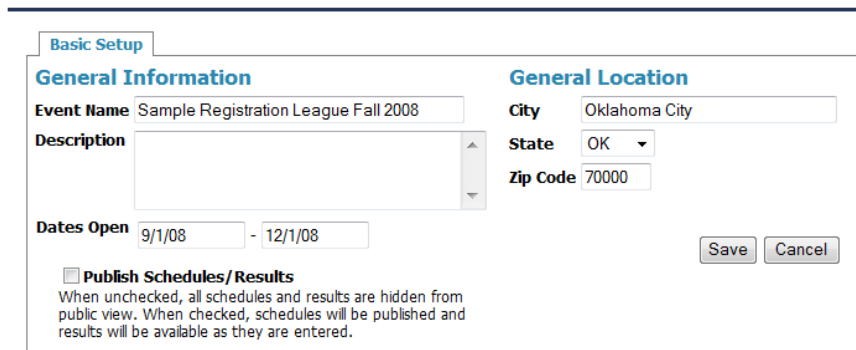 Basic Setup
General Information
Event Name Sample Registration League Fall 2008
Description
Dates Open 9/1/08 - 12/1/08
Publish Schedules/Results
When unchecked, all schedules and results are hidden from
public view. When checked, schedules will be published and
results will be available as they are entered.
General Location
City Oklahoma City
State OK
Zip Code 70000
Save Cancel